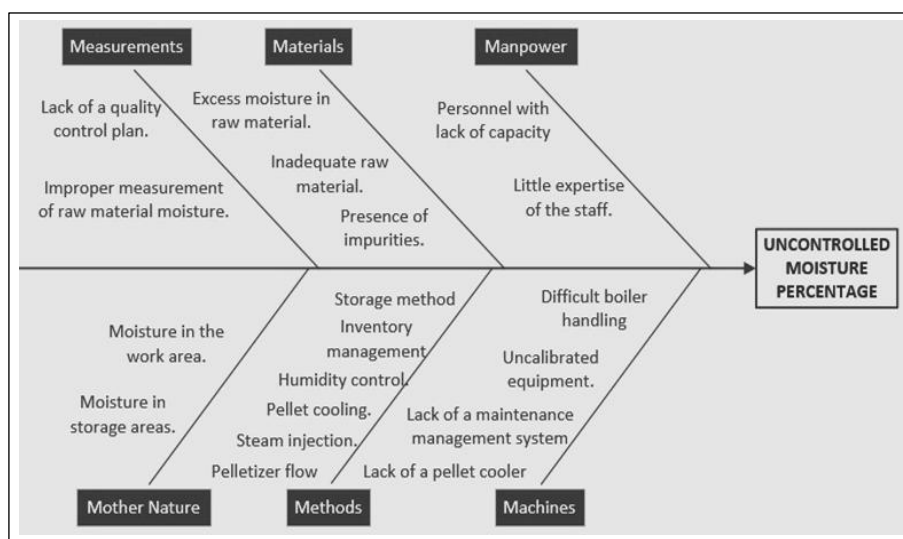 Measurements
Materials
Manpower
Lack of a quality
control plan.
Improper measurement
of raw material moisture.
Excess moisture in
raw material.
Inadequate raw
material.
Presence of
impurities.
Personnel with
lack of capacity
Little expertise
of the staff.
UNCONTROLLED
MOISTURE
PERCENTAGE
Moisture in the
work area.
Moisture in
storage areas.
Storage method
Inventory
management
Humidity control.
Pellet cooling.
Steam injection.
Pelletizer flow
Difficult boiler
handling
Uncalibrated
equipment.
Lack of a maintenance
management system
Lack of a pellet cooler
Mother Nature
Methods
Machines